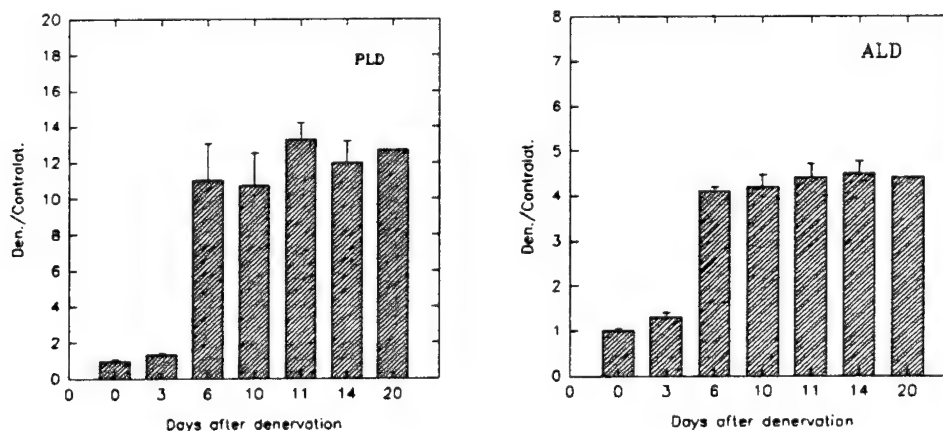 PLD
Den./Contralat.
20
18
16
14
12
10
8
6
4
2
0
0 0 3 6 10 11 14 20
Days after denervation
ALD
Den./Contralat.
8
7
6
5
4
3
2
1
0
0 0 3 6 10 11 14 20
Days after denervation